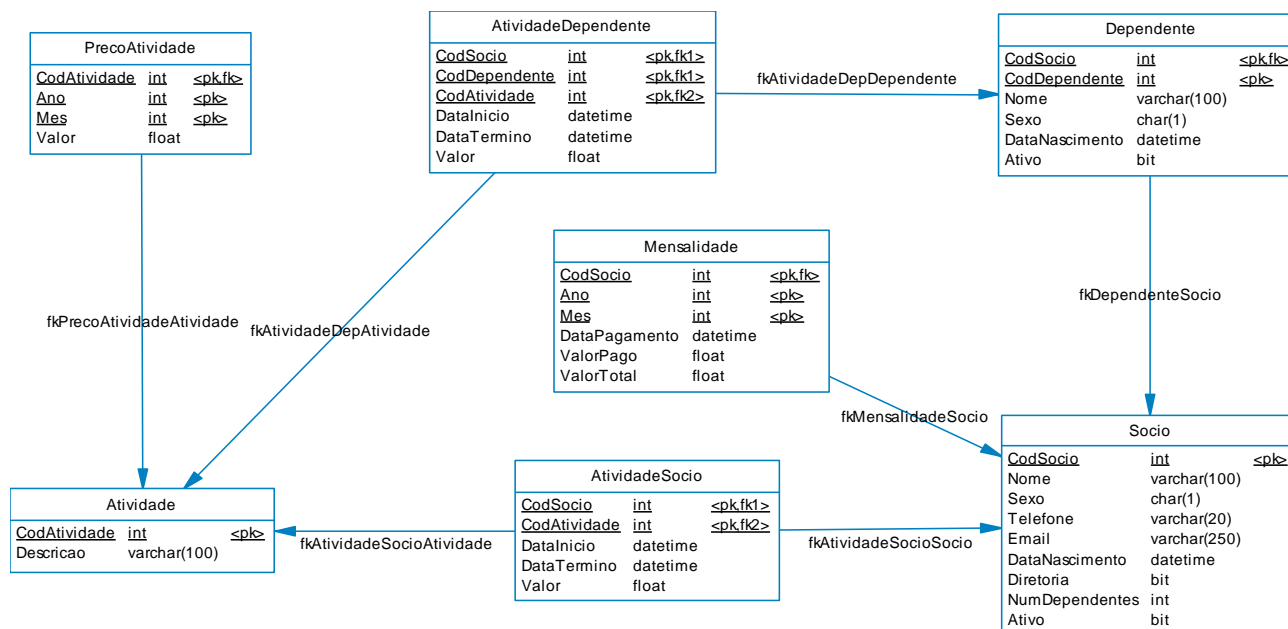 PrecoAtividade
CodAtividade int <pk,fk>
Ano int <pk>
Mes int <pk>
Valor float
AtividadeDependente
CodSocio int <pk,fk1>
CodDependente int <pk,fk1>
CodAtividade int <pk,fk2>
DataInicio datetime
DataTermino datetime
Valor float
Dependente
CodSocio int <pk,fk>
CodDependente int <pk>
Nome varchar(100)
Sexo char(1)
DataNascimento datetime
Ativo bit
fkAtividadeDepDependente
Mensalidade
CodSocio int <pk,fk>
Ano int <pk>
Mes int <pk>
DataPagamento datetime
ValorPago float
ValorTotal float
fkPrecoAtividadeAtividade
fkAtividadeDepAtividade
fkDependenteSocio
fkMensalidadeSocio
Atividade
CodAtividade int <pk>
Descricao varchar(100)
fkAtividadeSocioAtividade
AtividadeSocio
CodSocio int <pk,fk1>
CodAtividade int <pk,fk2>
DataInicio datetime
DataTermino datetime
Valor float
fkAtividadeSocioSocio
Socio
CodSocio int <pk>
Nome varchar(100)
Sexo char(1)
Telefone varchar(20)
Email varchar(250)
DataNascimento datetime
Diretoria bit
NumDependentes int
Ativo bit